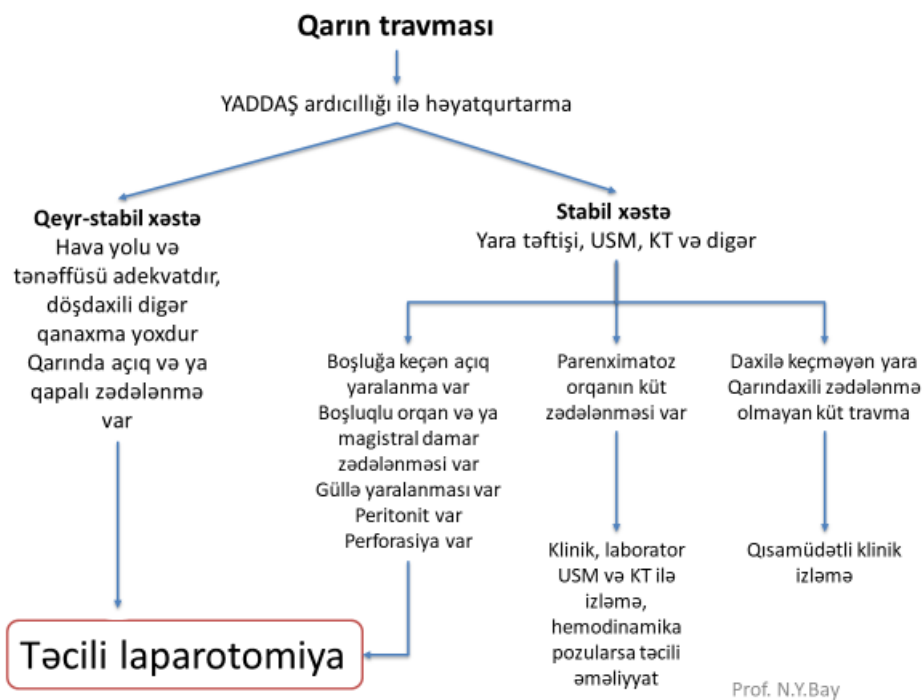 Qarın travması
YADDAŞ ardıcıllığı ilə həyatqurtarma
Qeyr-stabil xəstə
Hava yolu və
tənəffüsü adekvatdır,
döşdaxili digər
qanaxma yoxdur
Qarında açıq və ya
qapalı zədələnmə
var
Stabil xəstə
Yara təftişi, USM, KT və digər
Boşluğa keçən açıq
yaralanma var
Boşluqlu orqan və ya
magistral damar
zədələnməsi var
Güllə yaralanması var
Peritonit var
Perforasiya var
Parenximatoz
orqanın küt
zədələnməsi var
Daxilə keçməyən yara
Qarındaxili zədələnmə
olmayan küt travma
Klinik, laborator
USM və KT ilə
izləmə,
hemodinamika
pozularsa təcili
əməliyyat
Qısamüdətli klinik
izləmə
Təcili laparotomiya
Prof. N.Y.Bay